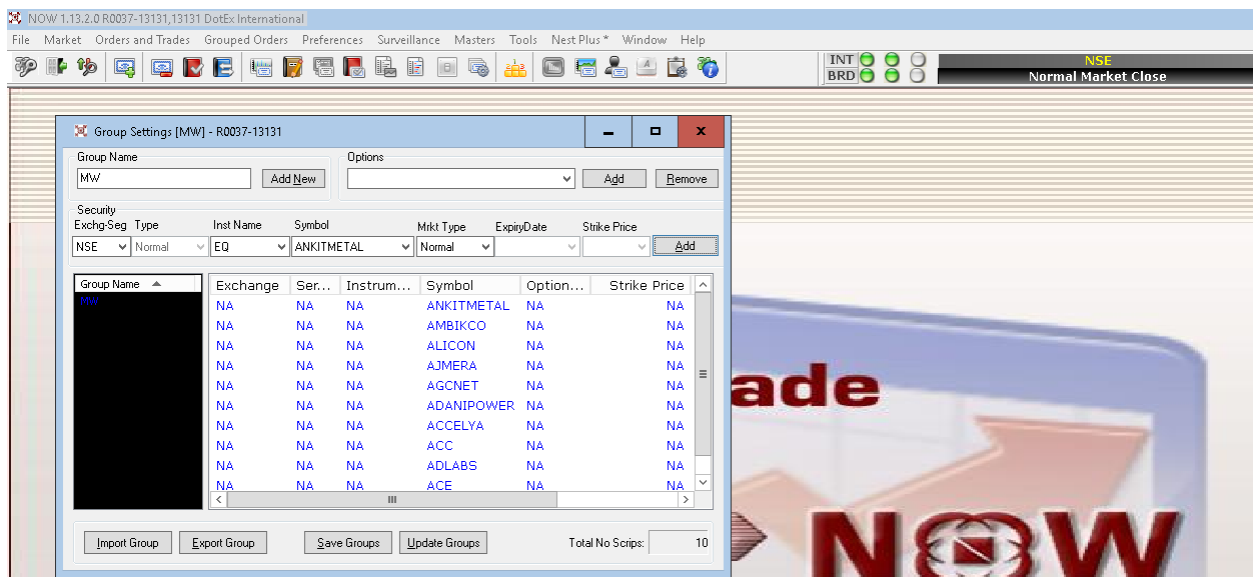 NOW 1.13.2.0 R0037-13131,13131 DotEx International
File Market Orders and Trades Grouped Orders Preferences Surveillance Masters Tools Nest Plus * Window Help
INT
BRD
NSE
Normal Market Close
Group Settings [MW] - R0037-13131
Group Name Options
MW Add New Add Remove
Security
Exchg-Seg Type Inst Name Symbol Mrkt Type ExpiryDate Strike Price
NSE Normal EQ ANKITMETAL Normal Add
Group Name
MW
Exchange Ser... Instrum... Symbol Option... Strike Price
NA NA NA ANKITMETAL NA NA
NA NA NA AMBIKCO NA NA
NA NA NA ALICON NA NA
NA NA NA AJMERA NA NA
NA NA NA AGCNET NA NA
NA NA NA ADANIPOWER NA NA
NA NA NA ACCELYA NA NA
NA NA NA ACC NA NA
NA NA NA ADLABS NA NA
NA NA NA ACE NA NA
Import Group Export Group Save Groups Update Groups Total No Scrips: 10
ade
NOW